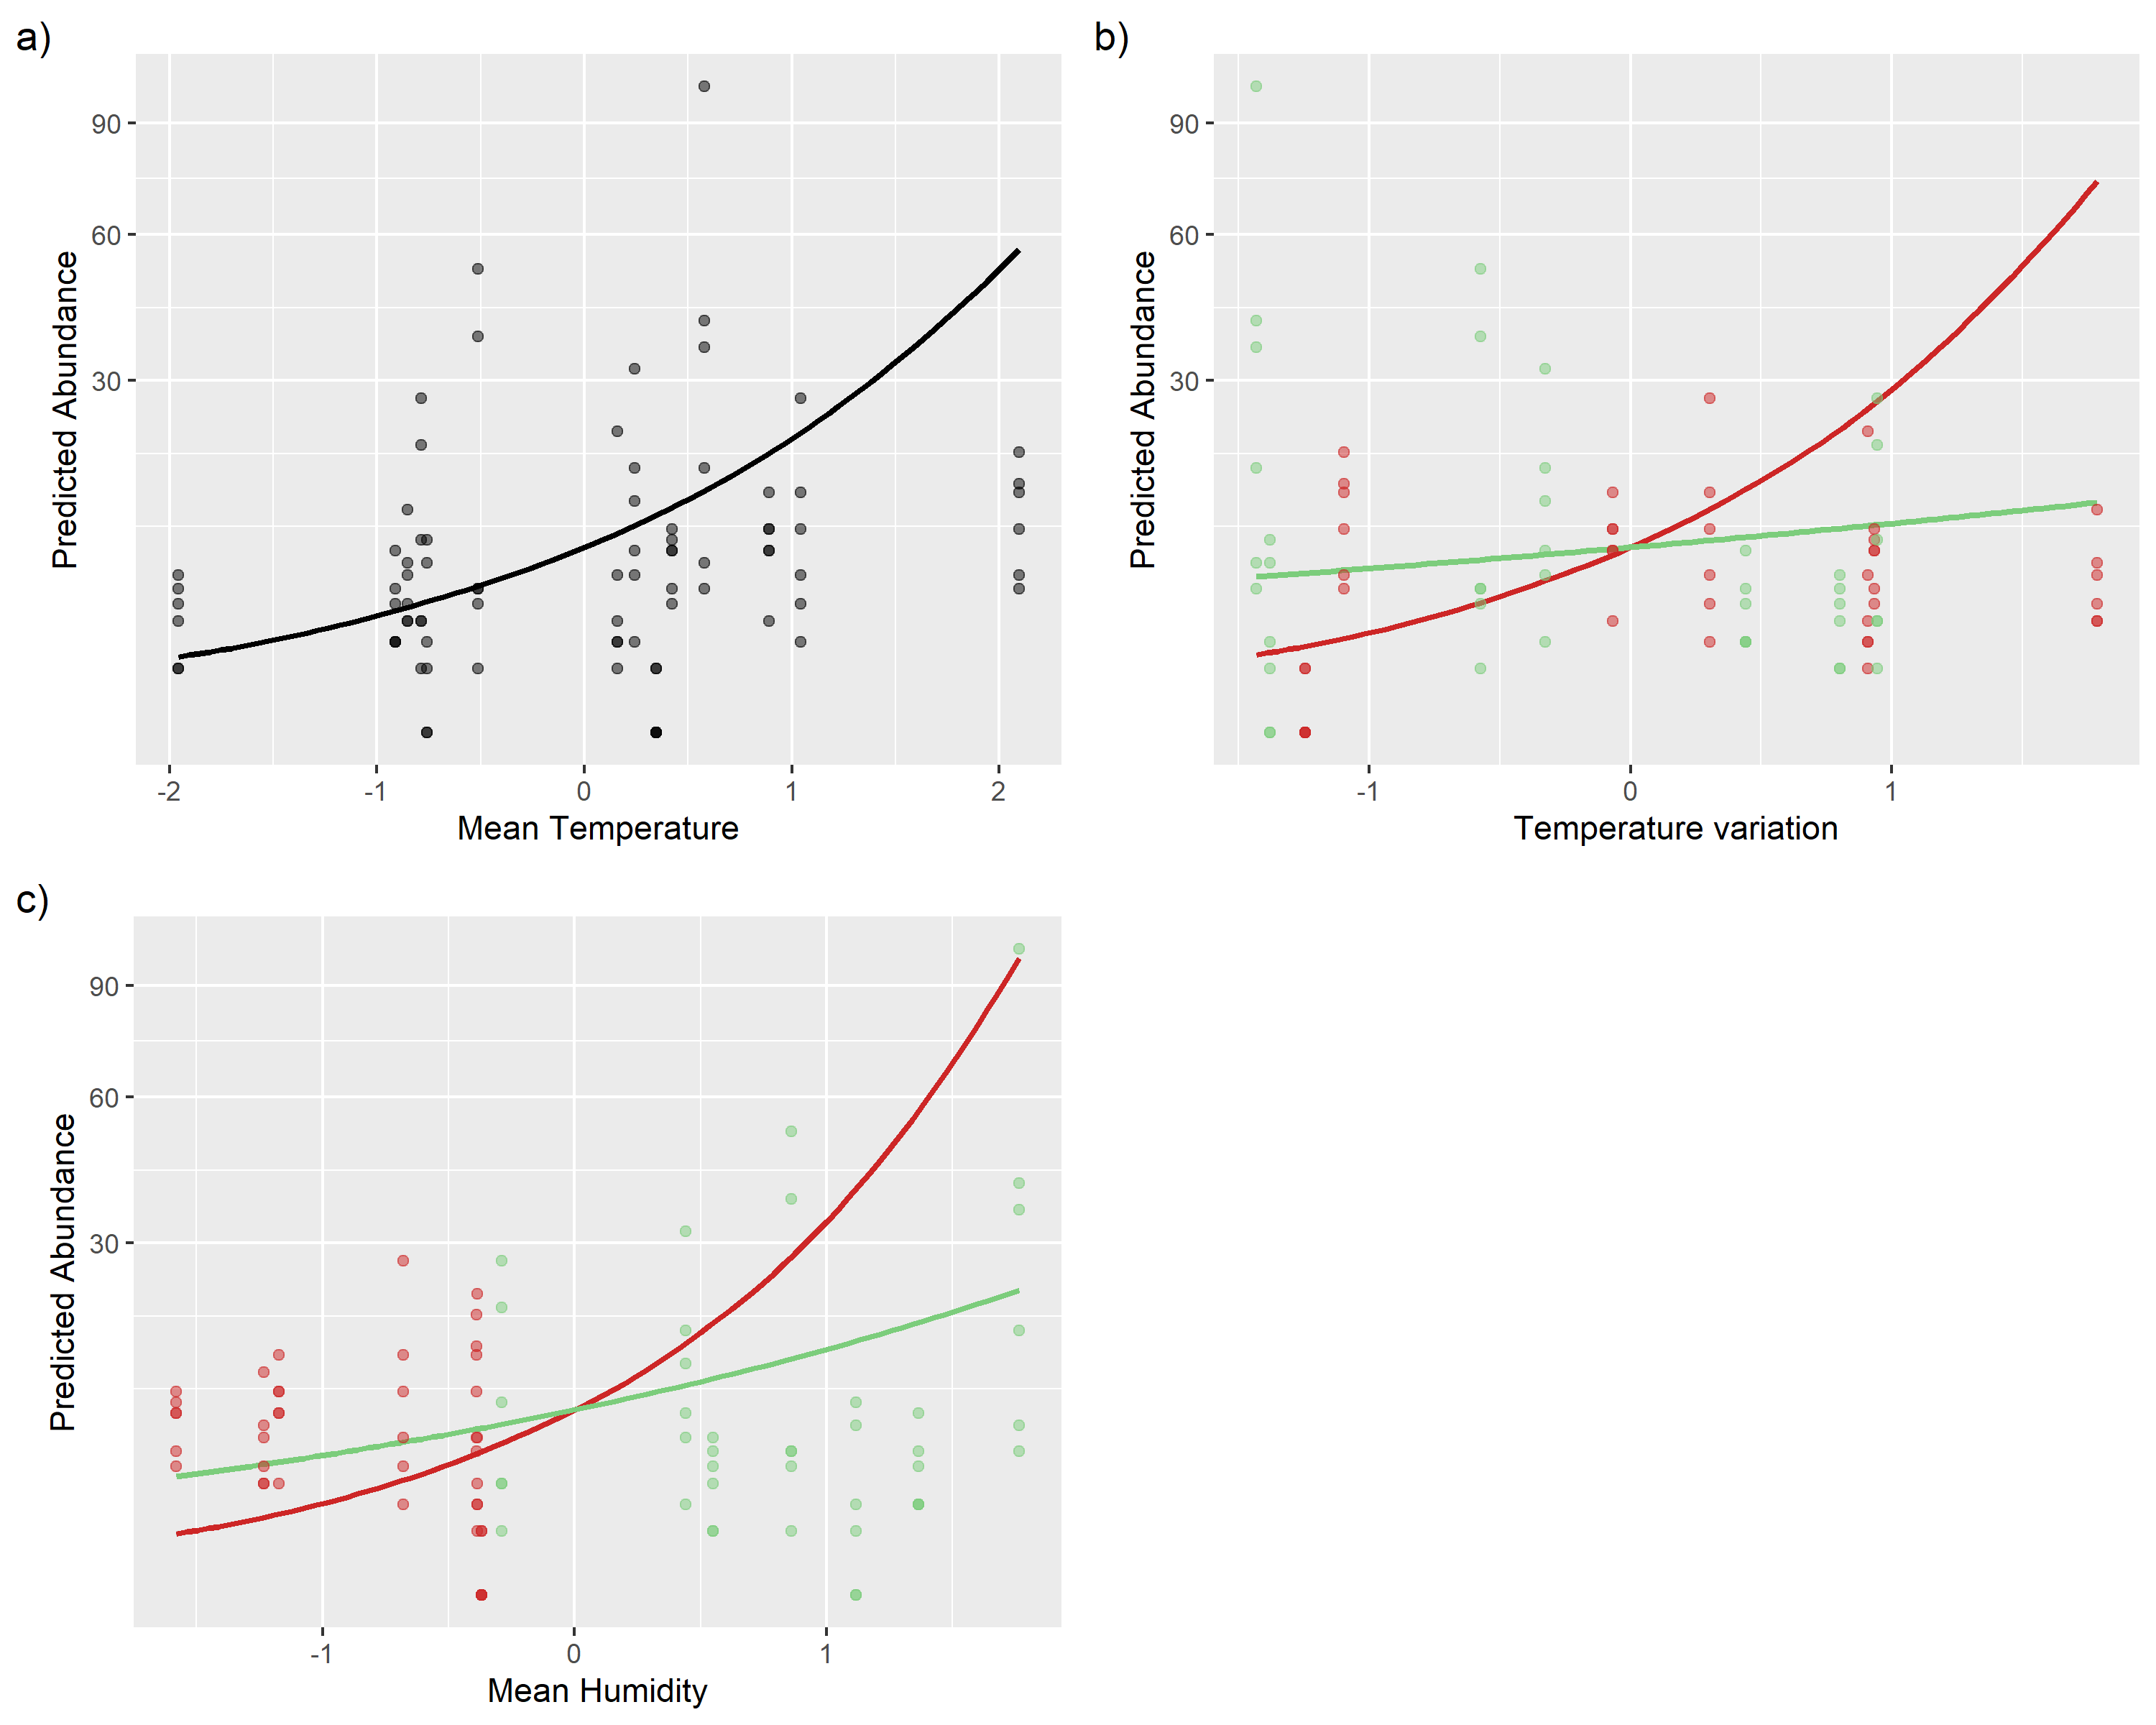 a)
90
60
30
Predicted Abundance
-2 -1 0 1 2
Mean Temperature
b)
90
60
30
Predicted Abundance
-1 0 1
Temperature variation
c)
90
60
30
Predicted Abundance
-1 0 1
Mean Humidity